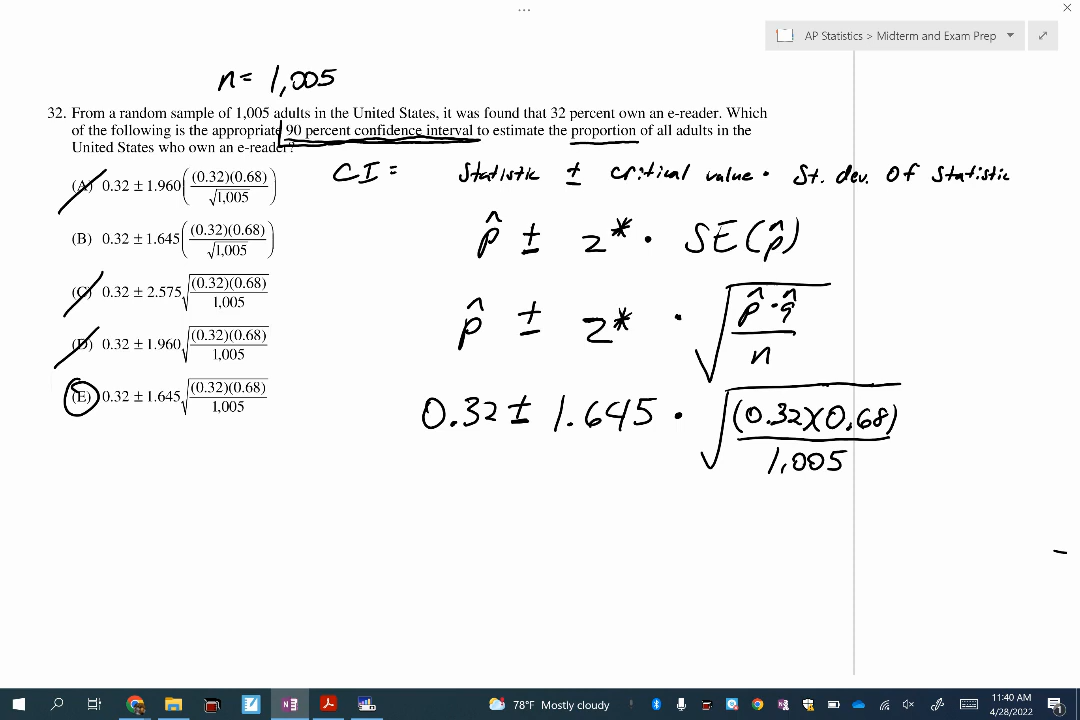 ...
AP Statistics > Midterm and Exam Prep
n = 1,005
32. From a random sample of 1,005 adults in the United States, it was found that 32 percent own an e-reader. Which
of the following is the appropriate 90 percent confidence interval to estimate the proportion of all adults in the
United States who own an e-reader?
CI = Statistic ± critical value · St. dev. of Statistic
(A) 0.32 ± 1.960((0.32)(0.68)/√1,005)
(B) 0.32 ± 1.645((0.32)(0.68)/√1,005)
p̂ ± z* · SE(p̂)
(C) 0.32 ± 2.575√((0.32)(0.68)/1,005)
p̂ ± z* · √(p̂·q̂/n)
(D) 0.32 ± 1.960√((0.32)(0.68)/1,005)
(E) 0.32 ± 1.645√((0.32)(0.68)/1,005)
0.32 ± 1.645 · √((0.32)(0.68)/1,005)
78°F Mostly cloudy
11:40 AM
4/28/2022
1